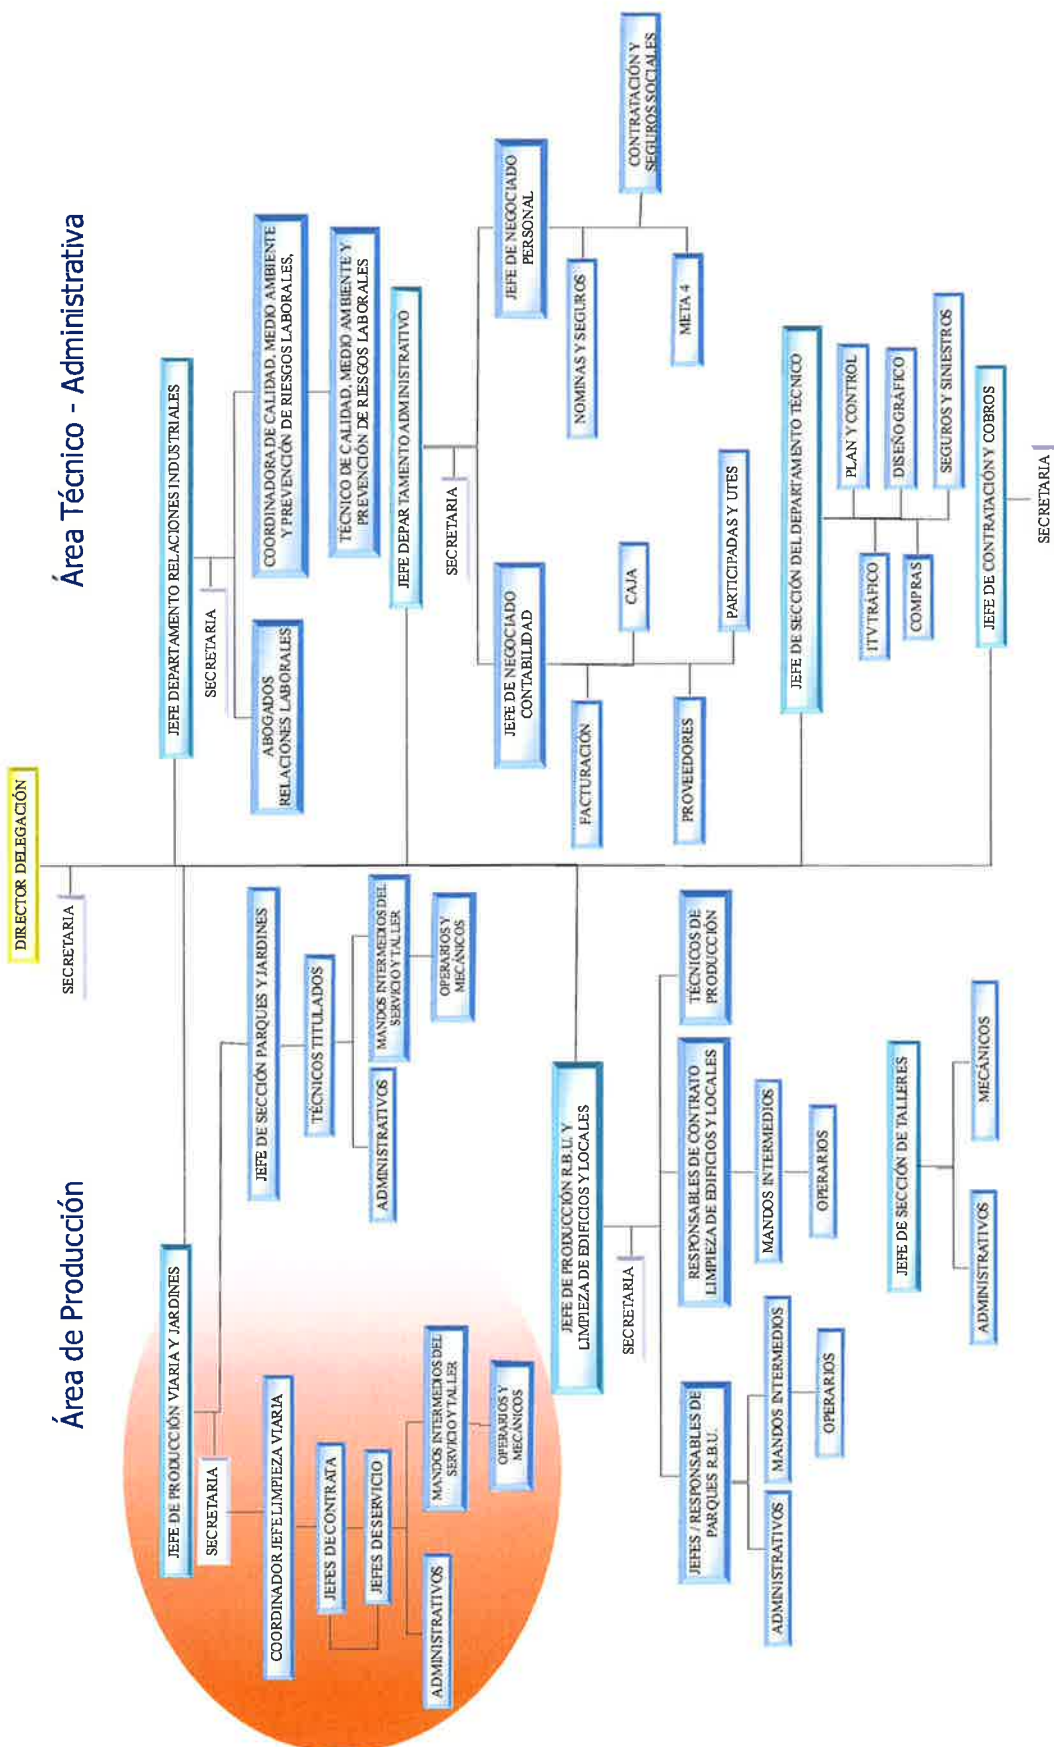 DIRECTOR DELEGACIÓN
SECRETARIA
Área de Producción
Área Técnico - Administrativa
JEFE DE PRODUCCIÓN VIARIA Y JARDINES
SECRETARIA
COORDINADOR JEFE LIMPIEZA VIARIA
JEFES DE CONTRATA
JEFES DE SERVICIO
ADMINISTRATIVOS
MANDOS INTERMEDIOS DEL
SERVICIO Y TALLER
OPERARIOS Y
MECÁNICOS
JEFE DE SECCIÓN PARQUES Y JARDINES
TÉCNICOS TITULADOS
ADMINISTRATIVOS
MANDOS INTERMEDIOS DEL
SERVICIO Y TALLER
OPERARIOS Y
MECÁNICOS
JEFE DE PRODUCCIÓN R.B.U. Y
LIMPIEZA DE EDIFICIOS Y LOCALES
SECRETARIA
JEFES / RESPONSABLES DE
PARQUES R.B.U.
ADMINISTRATIVOS
MANDOS INTERMEDIOS
OPERARIOS
RESPONSABLES DE CONTRATO
LIMPIEZA DE EDIFICIOS Y LOCALES
MANDOS INTERMEDIOS
OPERARIOS
TÉCNICOS DE
PRODUCCIÓN
JEFE DE SECCIÓN DE TALLERES
ADMINISTRATIVOS
MECÁNICOS
JEFE DEPARTAMENTO RELACIONES INDUSTRIALES
SECRETARIA
ABOGADOS
RELACIONES LABORALES
COORDINADORA DE CALIDAD, MEDIO AMBIENTE
Y PREVENCIÓN DE RIESGOS LABORALES,
TÉCNICO DE CALIDAD, MEDIO AMBIENTE Y
PREVENCIÓN DE RIESGOS LABORALES
JEFE DEPARTAMENTO ADMINISTRATIVO
SECRETARIA
JEFE DE NEGOCIADO
CONTABILIDAD
FACTURACIÓN
CAJA
PROVEEDORES
PARTICIPADAS Y UTES
JEFE DE NEGOCIADO
PERSONAL
NOMINAS Y SEGUROS
CONTRATACIÓN Y
SEGUROS SOCIALES
META 4
JEFE DE SECCIÓN DEL DEPARTAMENTO TÉCNICO
PLAN Y CONTROL
ITV TRÁFICO
DISEÑO GRÁFICO
COMPRAS
SEGUROS Y SINIESTROS
JEFE DE CONTRATACIÓN Y COBROS
SECRETARIA